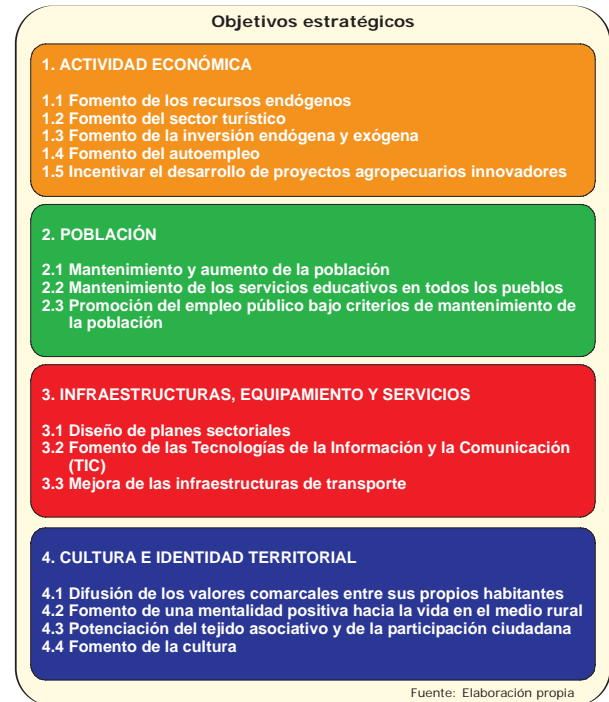 Objetivos estratégicos
1. ACTIVIDAD ECONÓMICA
1.1 Fomento de los recursos endógenos
1.2 Fomento del sector turístico
1.3 Fomento de la inversión endógena y exógena
1.4 Fomento del autoempleo
1.5 Incentivar el desarrollo de proyectos agropecuarios innovadores
2. POBLACIÓN
2.1 Mantenimiento y aumento de la población
2.2 Mantenimiento de los servicios educativos en todos los pueblos
2.3 Promoción del empleo público bajo criterios de mantenimiento de
la población
3. INFRAESTRUCTURAS, EQUIPAMIENTO Y SERVICIOS
3.1 Diseño de planes sectoriales
3.2 Fomento de las Tecnologías de la Información y la Comunicación
(TIC)
3.3 Mejora de las infraestructuras de transporte
4. CULTURA E IDENTIDAD TERRITORIAL
4.1 Difusión de los valores comarcales entre sus propios habitantes
4.2 Fomento de una mentalidad positiva hacia la vida en el medio rural
4.3 Potenciación del tejido asociativo y de la participación ciudadana
4.4 Fomento de la cultura
Fuente: Elaboración propia